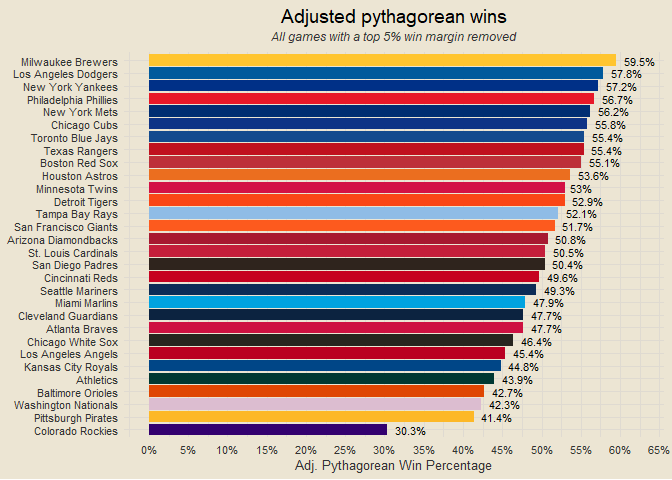 Adjusted pythagorean wins
All games with a top 5% win margin removed
Milwaukee Brewers 59.5%
Los Angeles Dodgers 57.8%
New York Yankees 57.2%
Philadelphia Phillies 56.7%
New York Mets 56.2%
Chicago Cubs 55.8%
Toronto Blue Jays 55.4%
Texas Rangers 55.4%
Boston Red Sox 55.1%
Houston Astros 53.6%
Minnesota Twins 53%
Detroit Tigers 52.9%
Tampa Bay Rays 52.1%
San Francisco Giants 51.7%
Arizona Diamondbacks 50.8%
St. Louis Cardinals 50.5%
San Diego Padres 50.4%
Cincinnati Reds 49.6%
Seattle Mariners 49.3%
Miami Marlins 47.9%
Cleveland Guardians 47.7%
Atlanta Braves 47.7%
Chicago White Sox 46.4%
Los Angeles Angels 45.4%
Kansas City Royals 44.8%
Athletics 43.9%
Baltimore Orioles 42.7%
Washington Nationals 42.3%
Pittsburgh Pirates 41.4%
Colorado Rockies 30.3%
0% 5% 10% 15% 20% 25% 30% 35% 40% 45% 50% 55% 60% 65%
Adj. Pythagorean Win Percentage